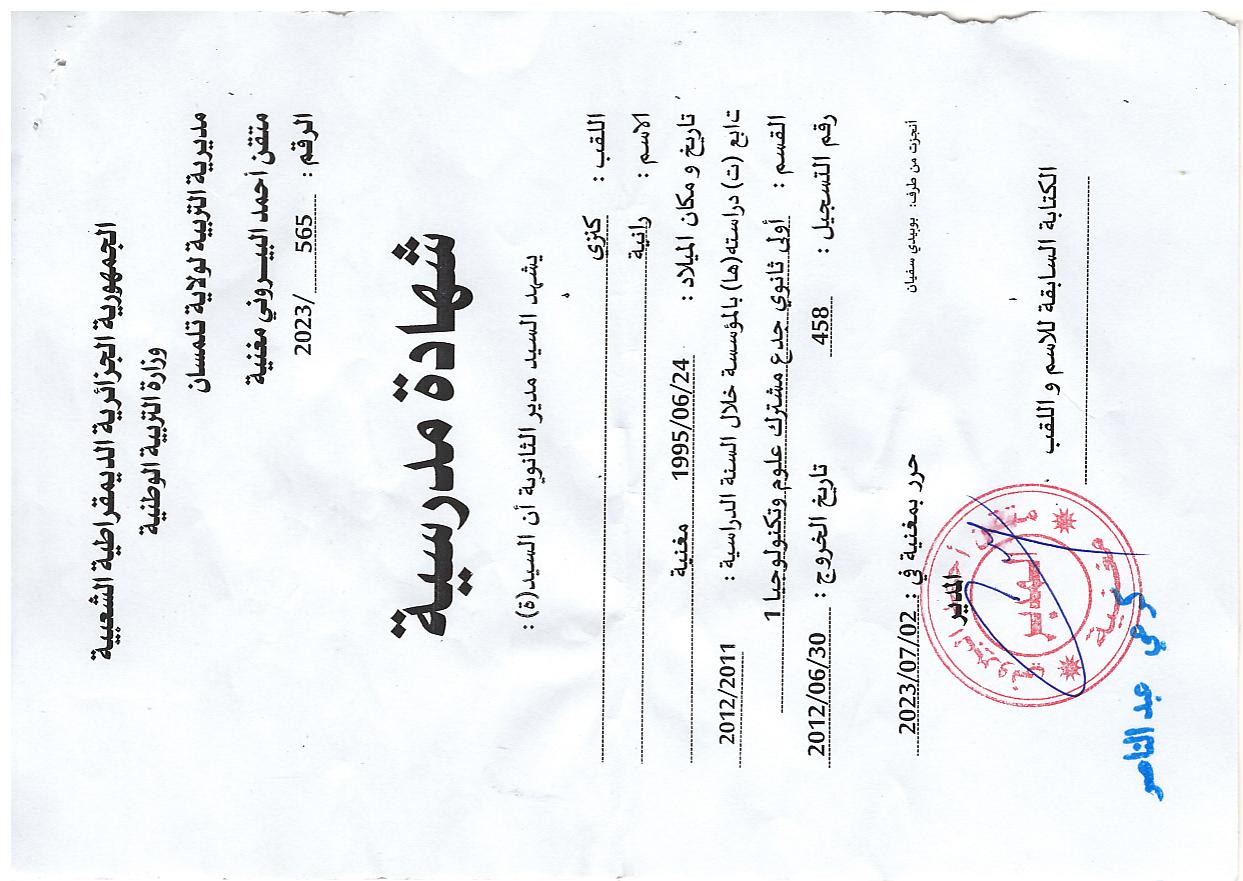 الجمهورية الجزائرية الديمقراطية الشعبية
وزارة التربية الوطنية
مديرية التربية لولاية تلمسان
متقن أحمد البيروني مغنية
الرقم : 565 /2023
شهادة مدرسية
يشهد السيد مدير الثانوية أن السيد(ة) :
اللقب : كنزي
الاسم : رانية
تاريخ و مكان الميلاد : 1995/06/24 مغنية
تابع (ت) دراسته(ها) بالمؤسسة خلال السنة الدراسية : 2012/2011
القسم : أولى ثانوي جدع مشترك علوم وتكنولوجيا 1
رقم التسجيل : 458 تاريخ الخروج : 2012/06/30
أنجزت من طرف: بوبيدي سفيان
حرر بمغنية في : 2023/07/02
المدير
المدير
مغنية
الكتابة السابقة للاسم و اللقب
عبد الناصر